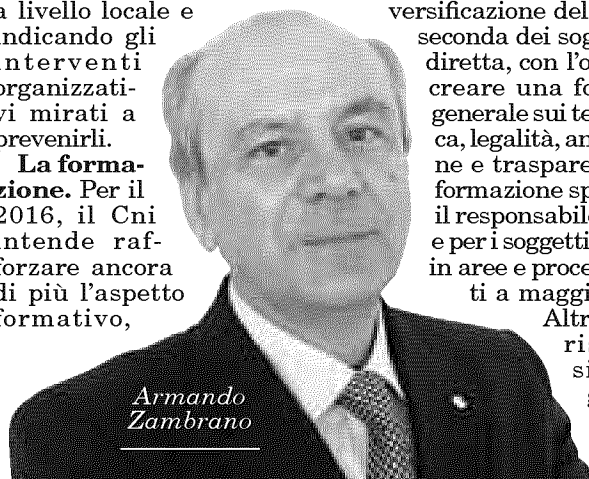 a livello locale e
indicando gli
interventi
organizzati-
vi mirati a
prevenirli.
La forma-
zione. Per il
2016, il Cni
intende raf-
forzare ancora
di più l'aspetto
formativo,
Armando
Zambrano
versificazione del
seconda dei sog
diretta, con l'o
creare una fo
generale sui te
ca, legalità, an
ne e traspare
formazione sp
il responsabile
e per i soggetti
in aree e proce
ti a maggi
Altr
ris
si